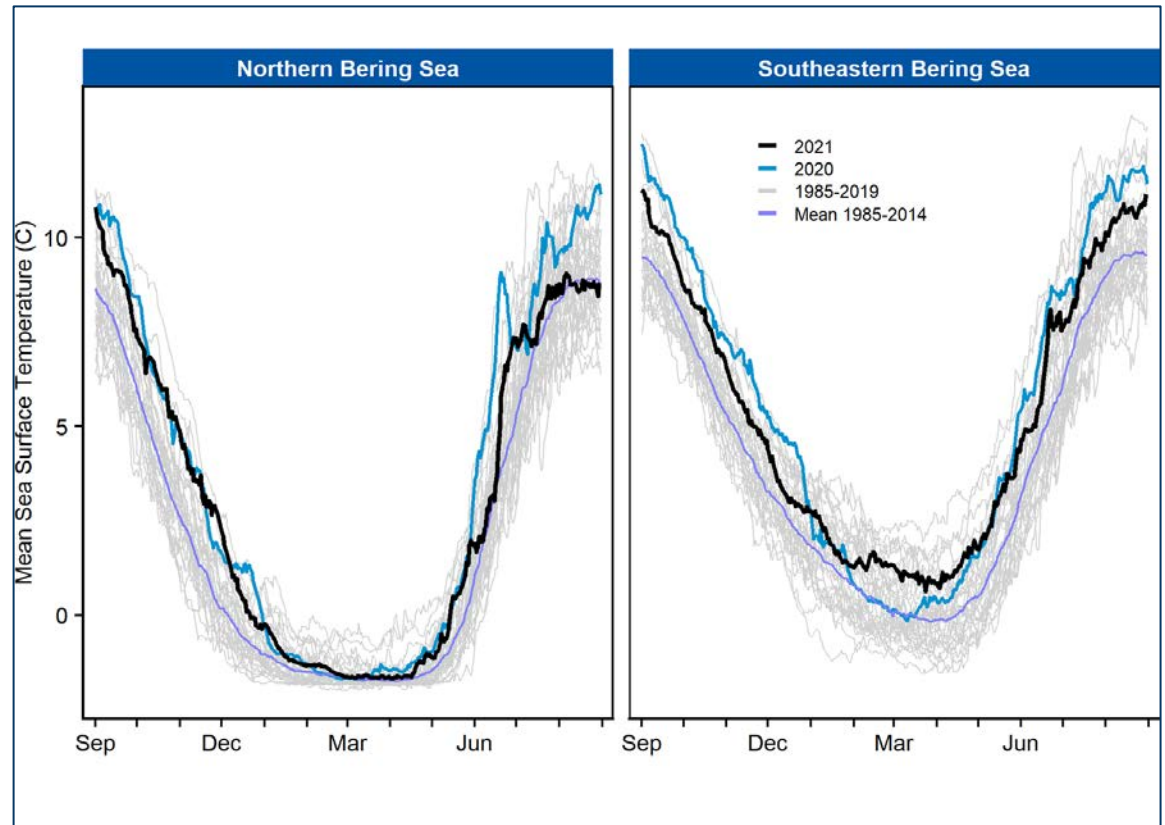 Northern Bering Sea
Southeastern Bering Sea
2021
2020
1985-2019
Mean 1985-2014
Mean Sea Surface Temperature (C)
10
5
0
Sep Dec Mar Jun
Sep Dec Mar Jun